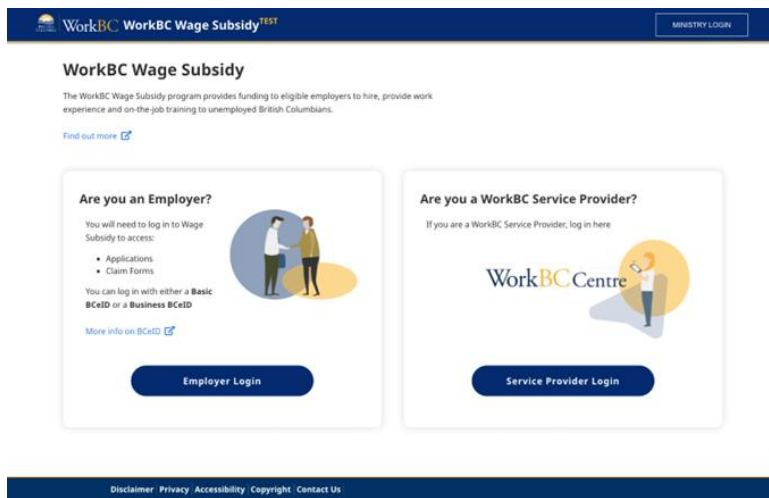 WorkBC WorkBC Wage Subsidy TEST
MINISTRY LOGIN
WorkBC Wage Subsidy
The WorkBC Wage Subsidy program provides funding to eligible employers to hire, provide work
experience and on-the-job training to unemployed British Columbians.
Find out more
Are you an Employer?
You will need to log in to Wage
Subsidy to access:
• Applications
• Claim Forms
You can log in with either a Basic
BCeID or a Business BCeID
More info on BCeID
Employer Login
Are you a WorkBC Service Provider?
If you are a WorkBC Service Provider, log in here
WorkBC Centre
Service Provider Login
Disclaimer Privacy Accessibility Copyright Contact Us